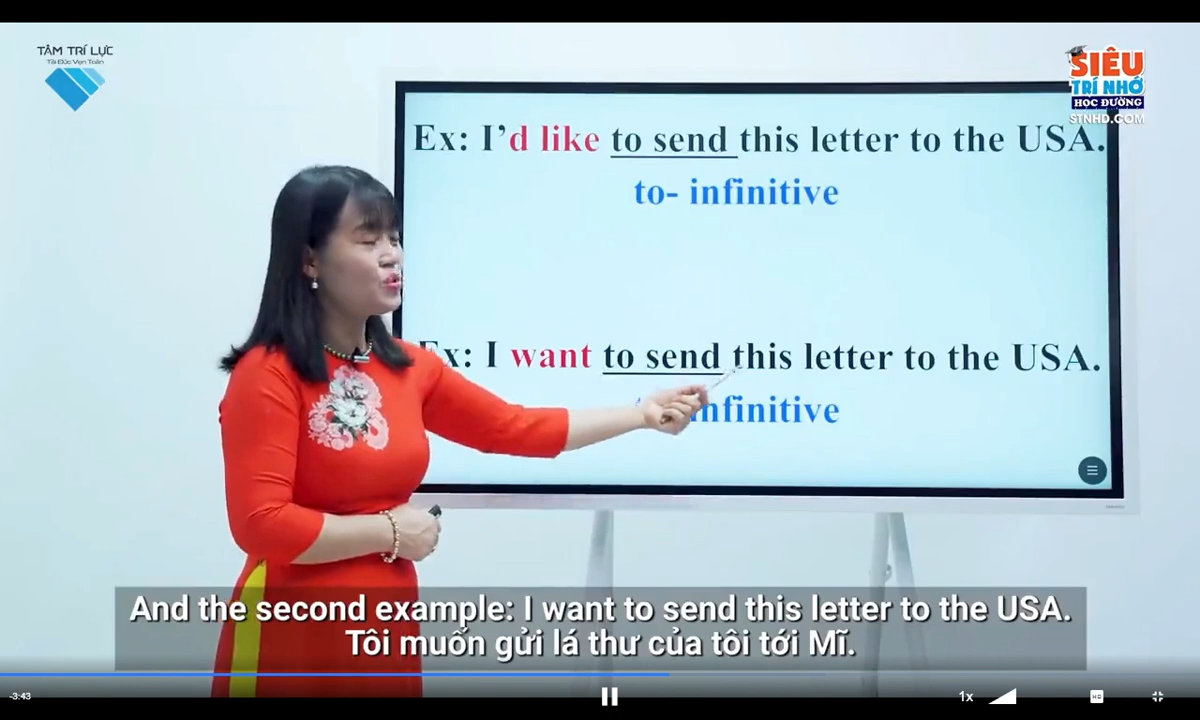 TÂM TRÍ LỰC
Tài Đức Vẹn Toàn
SIÊU
TRÍ NHỚ
HỌC ĐƯỜNG
STNHD.COM
Ex: I’d like to send this letter to the USA.
to- infinitive
Ex: I want to send this letter to the USA.
infinitive
And the second example: I want to send this letter to the USA.
Tôi muốn gửi lá thư của tôi tới Mĩ.
-3:43
1x
HD